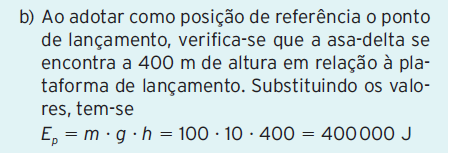 b) Ao adotar como posição de referência o ponto
de lançamento, verifica-se que a asa-delta se
encontra a 400 m de altura em relação à pla-
taforma de lançamento. Substituindo os valo-
res, tem-se
Eₚ = m · g · h = 100 · 10 · 400 = 400 000 J